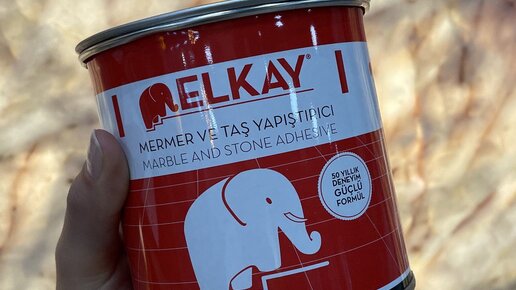 ELKAY®
MERMER VE TAŞ YAPIŞTIRICI
MARBLE AND STONE ADHESIVE
50 YILLIK
DENEYİM
GÜÇLÜ
FORMÜL